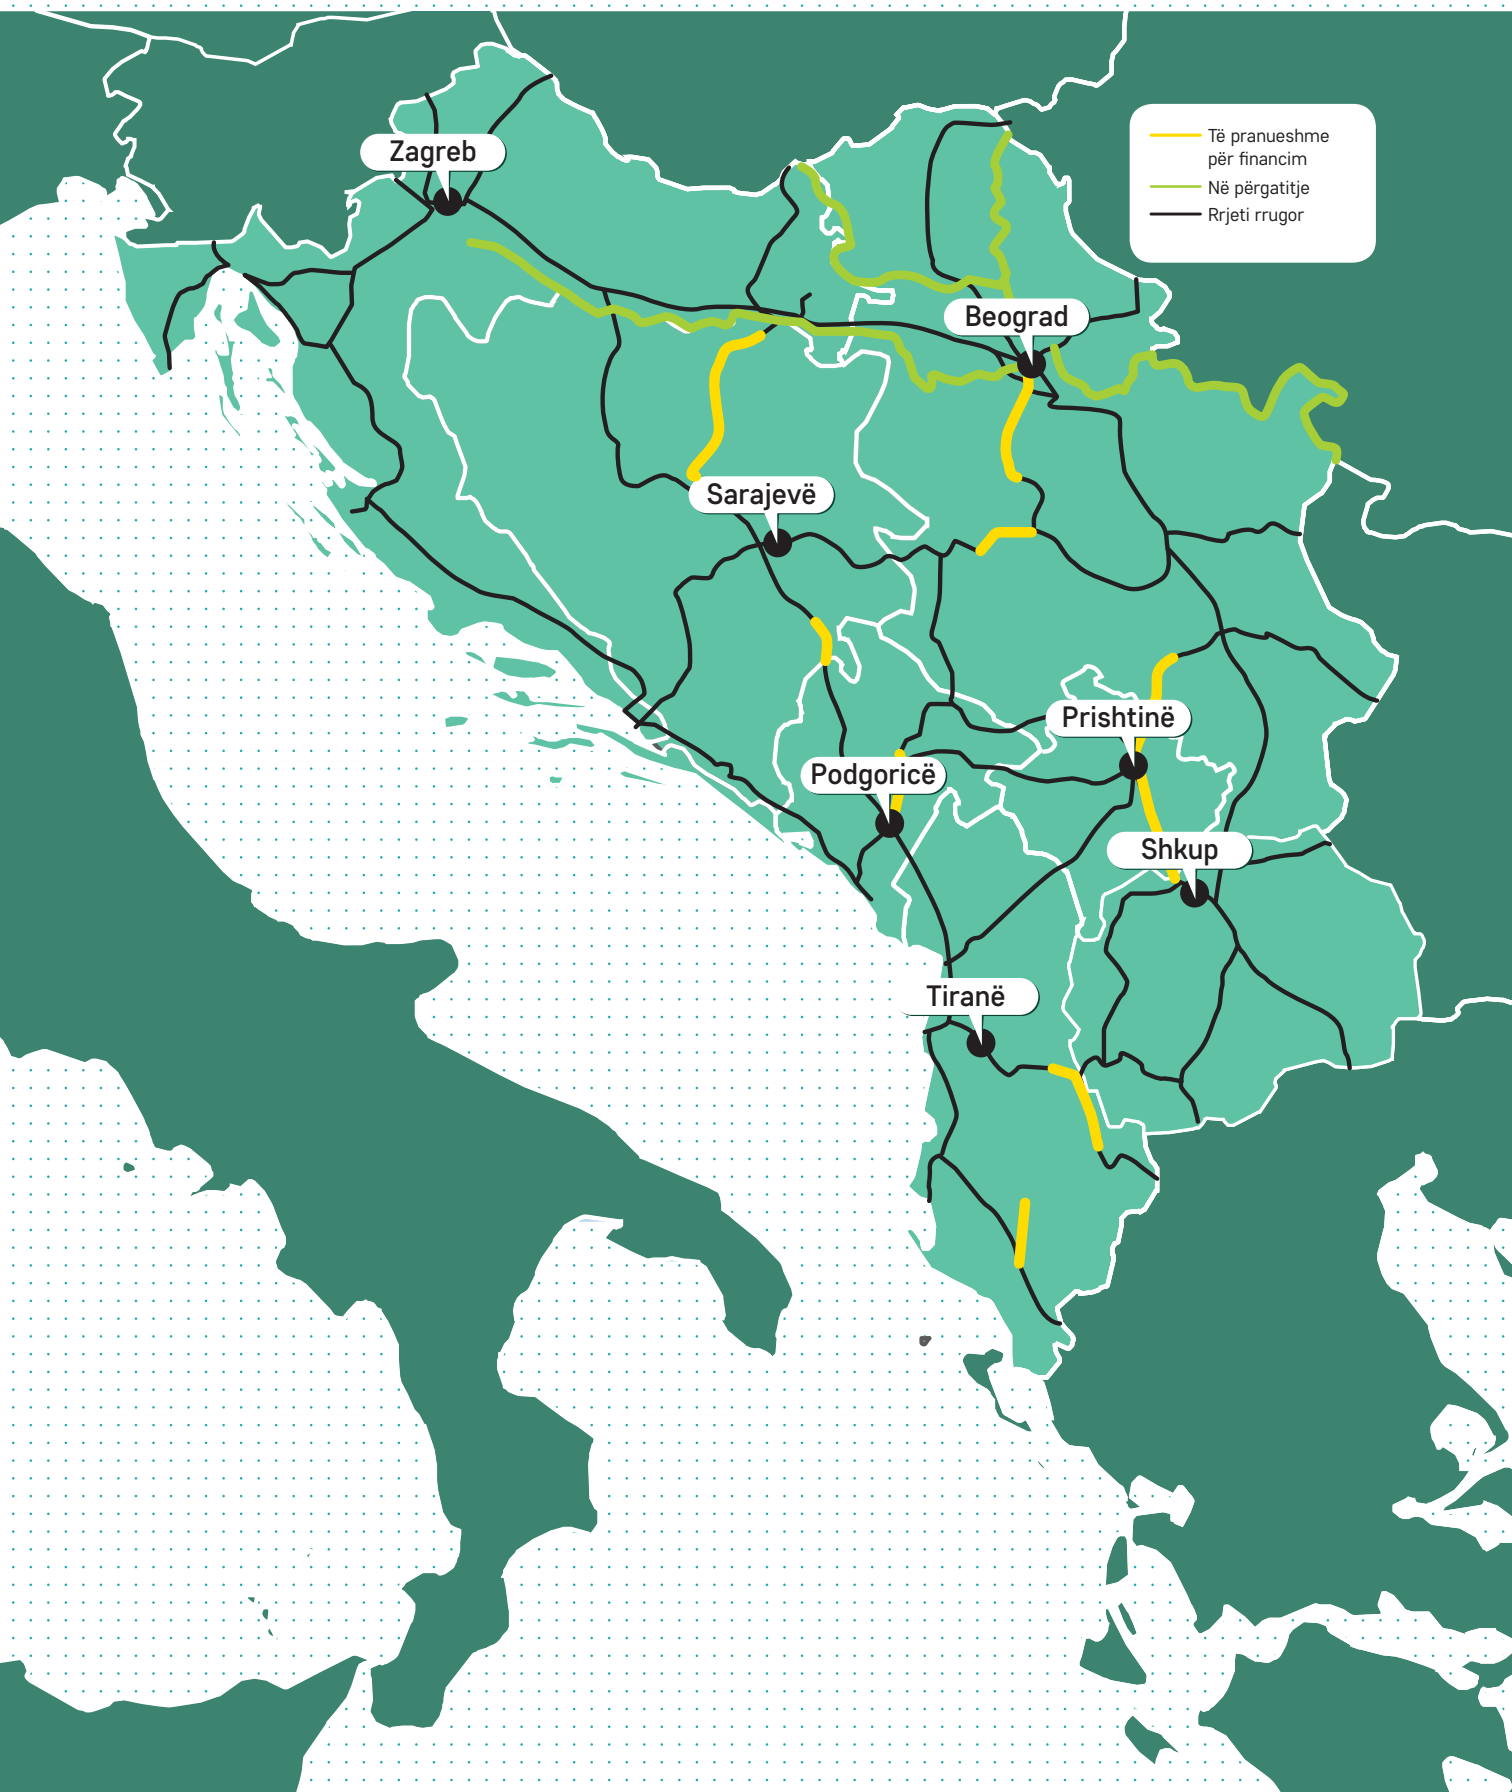 Të pranueshme
për financim
Në përgatitje
Rrjeti rrugor
Zagreb
Beograd
Sarajevë
Prishtinë
Podgoricë
Shkup
Tiranë